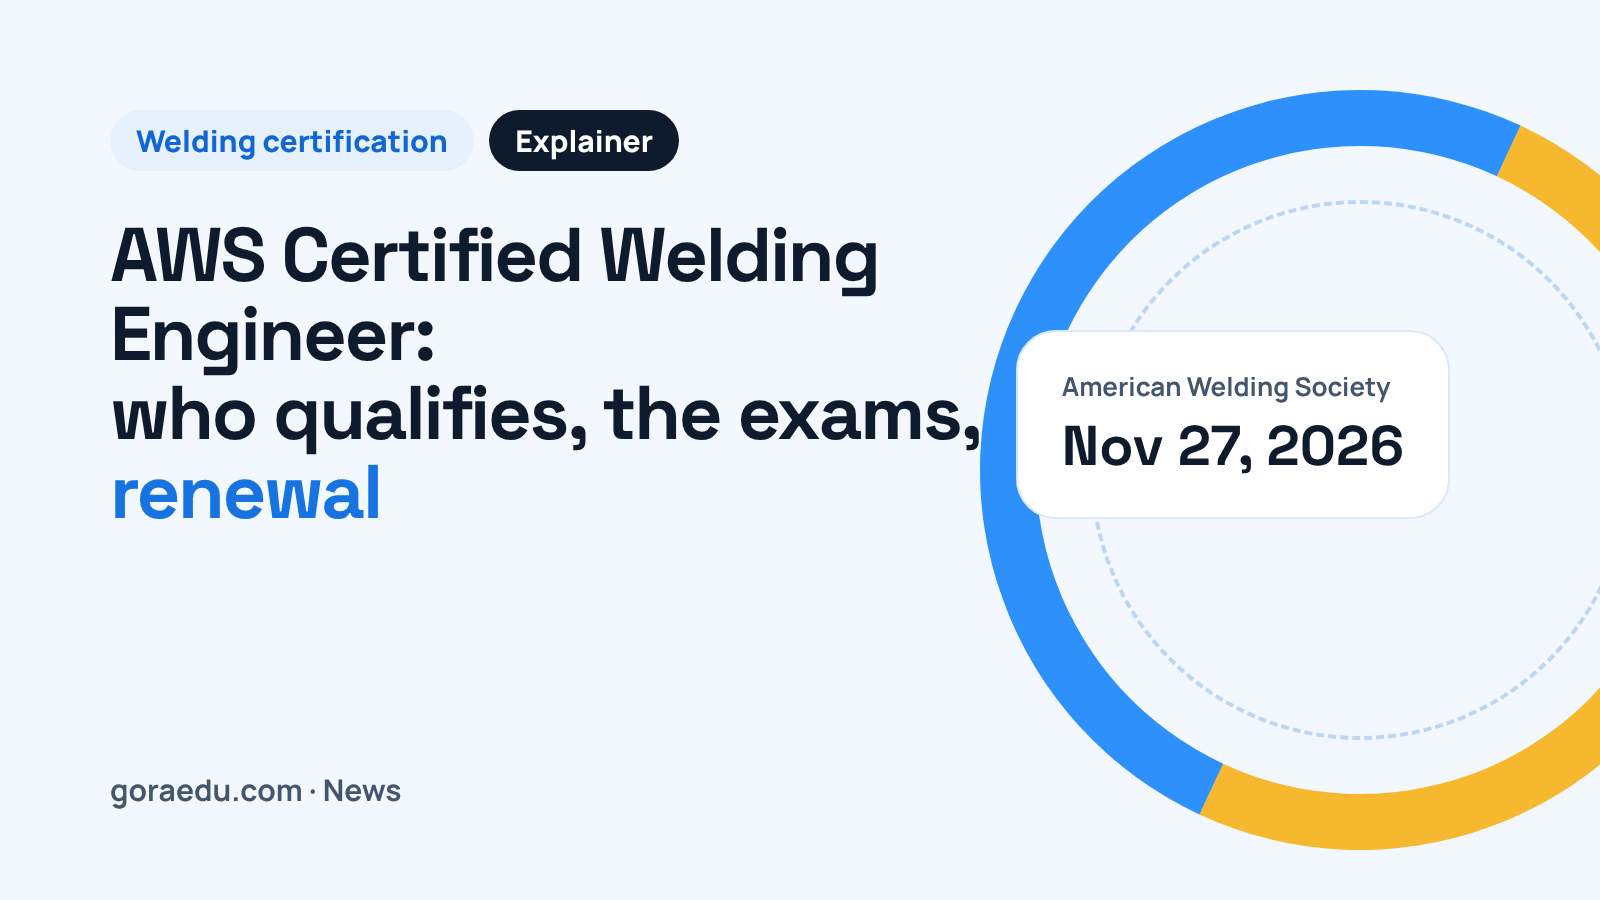 Welding certification
Explainer
AWS Certified Welding
Engineer:
who qualifies, the exams,
renewal
American Welding Society
Nov 27, 2026
goraedu.com · News